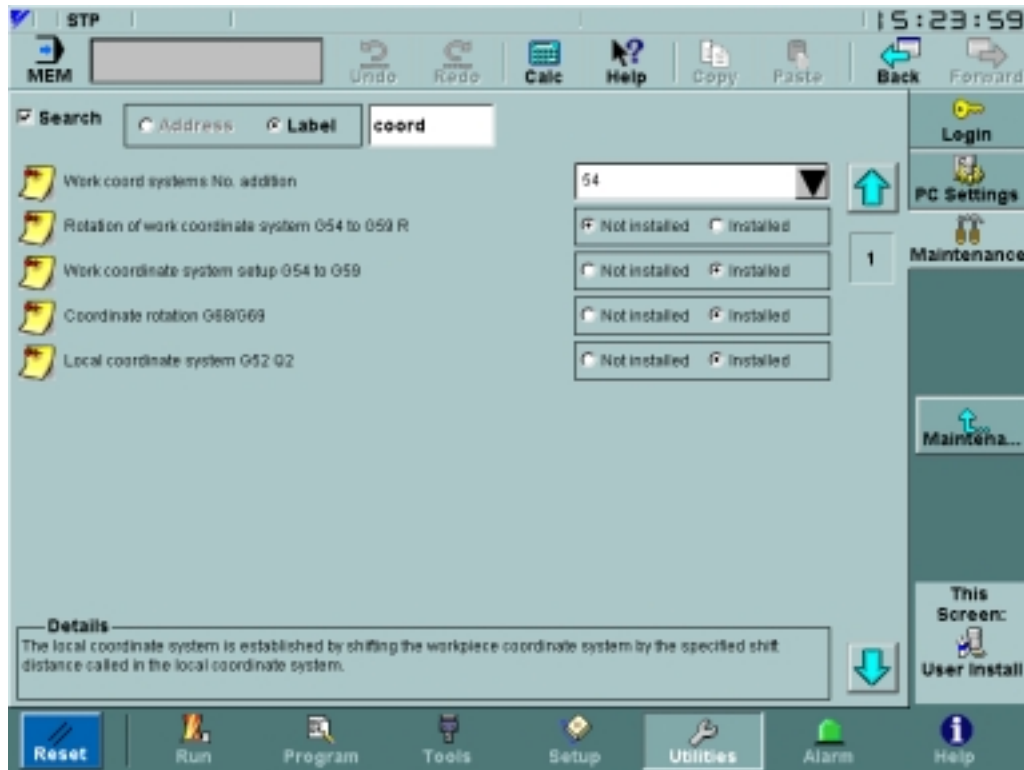 STP
15:23:59
MEM
Undo Redo Calc Help Copy Paste Back Forward
Search Address Label coord
Login
PC Settings
Maintenance
Work coord systems No. addition 54
Rotation of work coordinate system G54 to G59 R Not installed Installed
1
Work coordinate system setup G54 to G59 Not installed Installed
Coordinate rotation G68/G69 Not installed Installed
Local coordinate system G52 Q2 Not installed Installed
Maintena...
This
Screen:
User Install
Details
The local coordinate system is established by shifting the workpiece coordinate system by the specified shift
distance called in the local coordinate system.
Reset Run Program Tools Setup Utilities Alarm Help